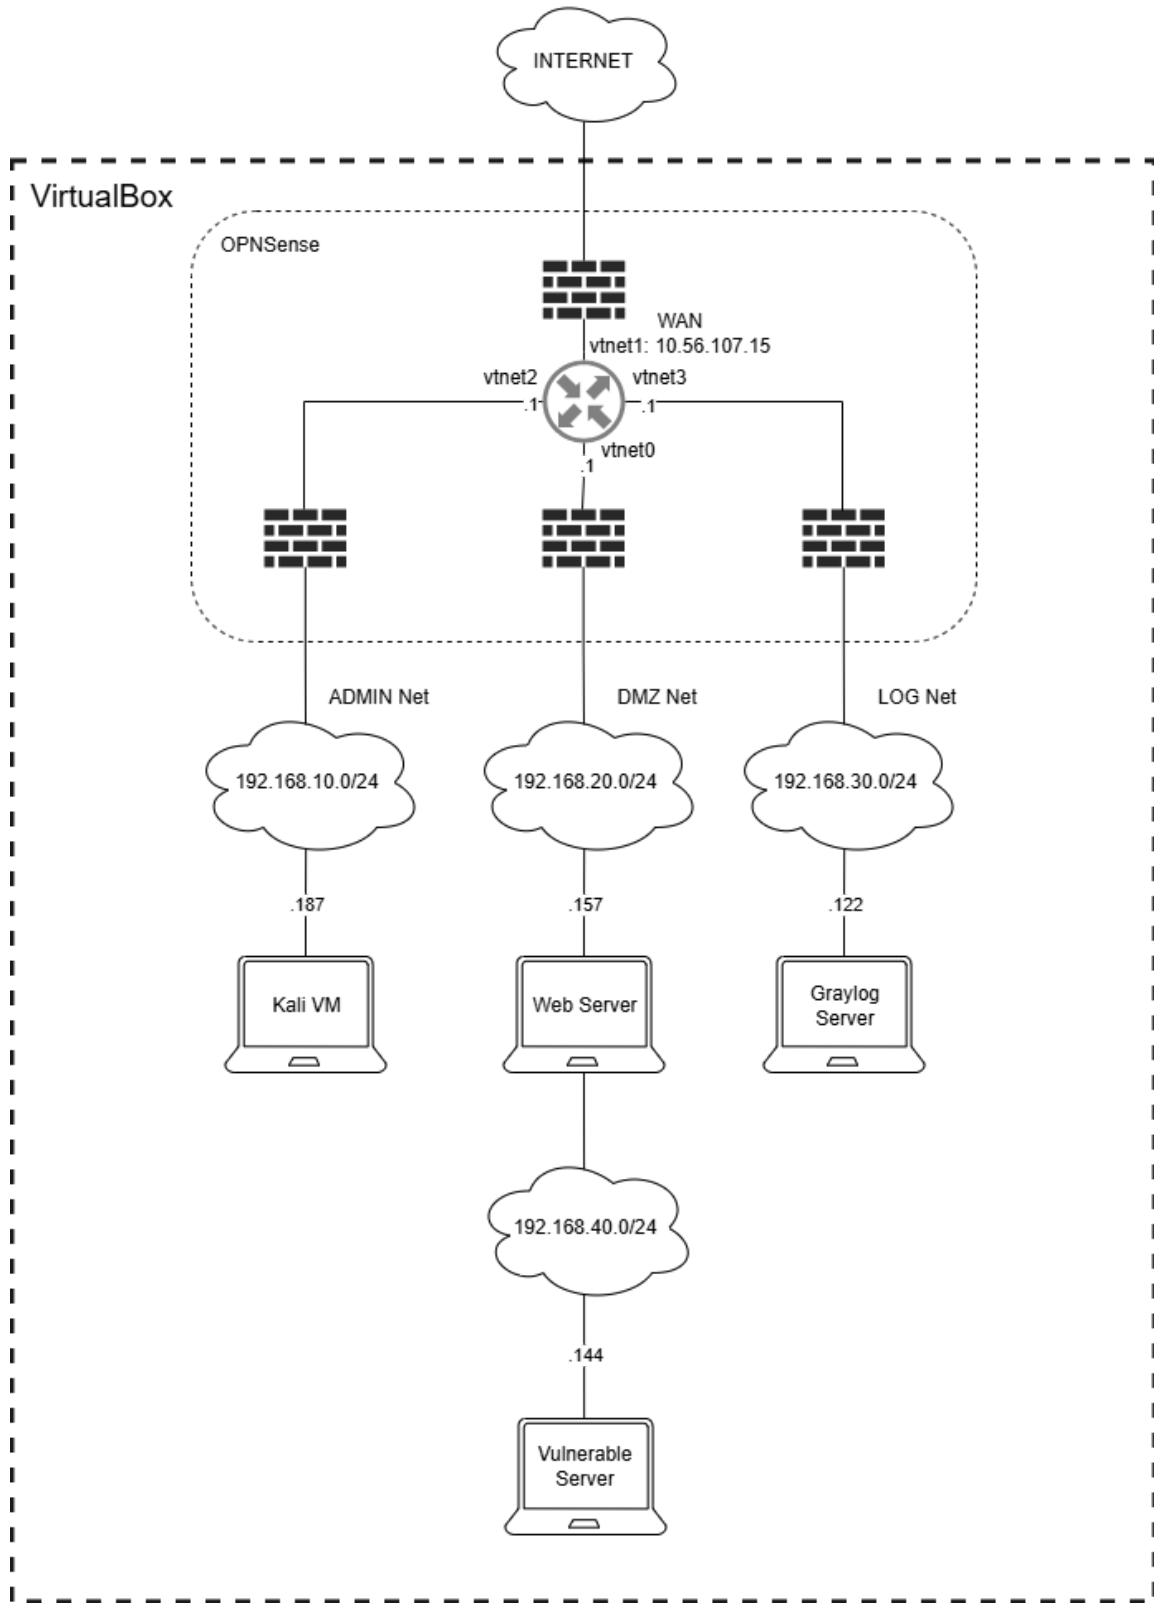 INTERNET
VirtualBox
OPNSense
WAN
vtnet1: 10.56.107.15
vtnet2
vtnet3
.1
.1
vtnet0
.1
ADMIN Net
DMZ Net
LOG Net
192.168.10.0/24
192.168.20.0/24
192.168.30.0/24
.187
.157
.122
Kali VM
Web Server
Graylog
Server
192.168.40.0/24
.144
Vulnerable
Server